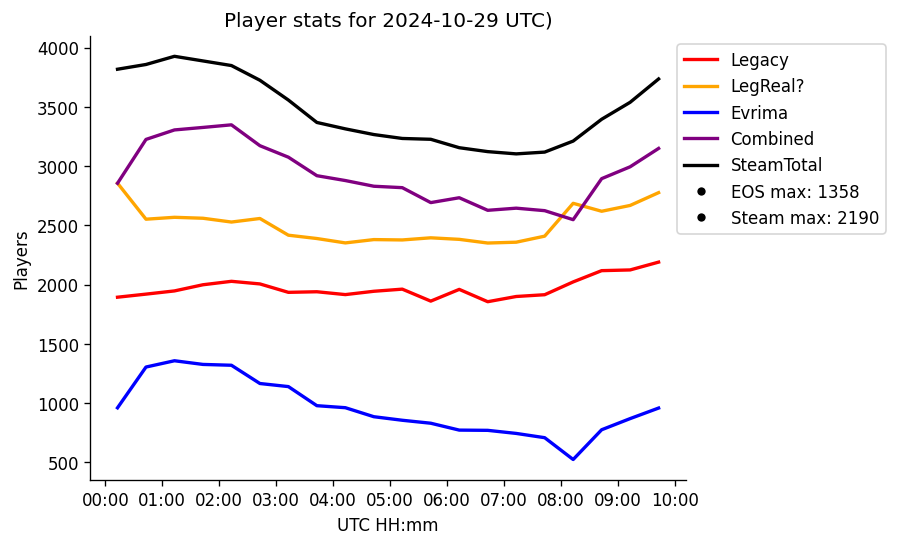 Player stats for 2024-10-29 UTC)
4000
3500
3000
2500
2000
1500
1000
500
Players
00:00 01:00 02:00 03:00 04:00 05:00 06:00 07:00 08:00 09:00 10:00
UTC HH:mm
Legacy
LegReal?
Evrima
Combined
SteamTotal
EOS max: 1358
Steam max: 2190